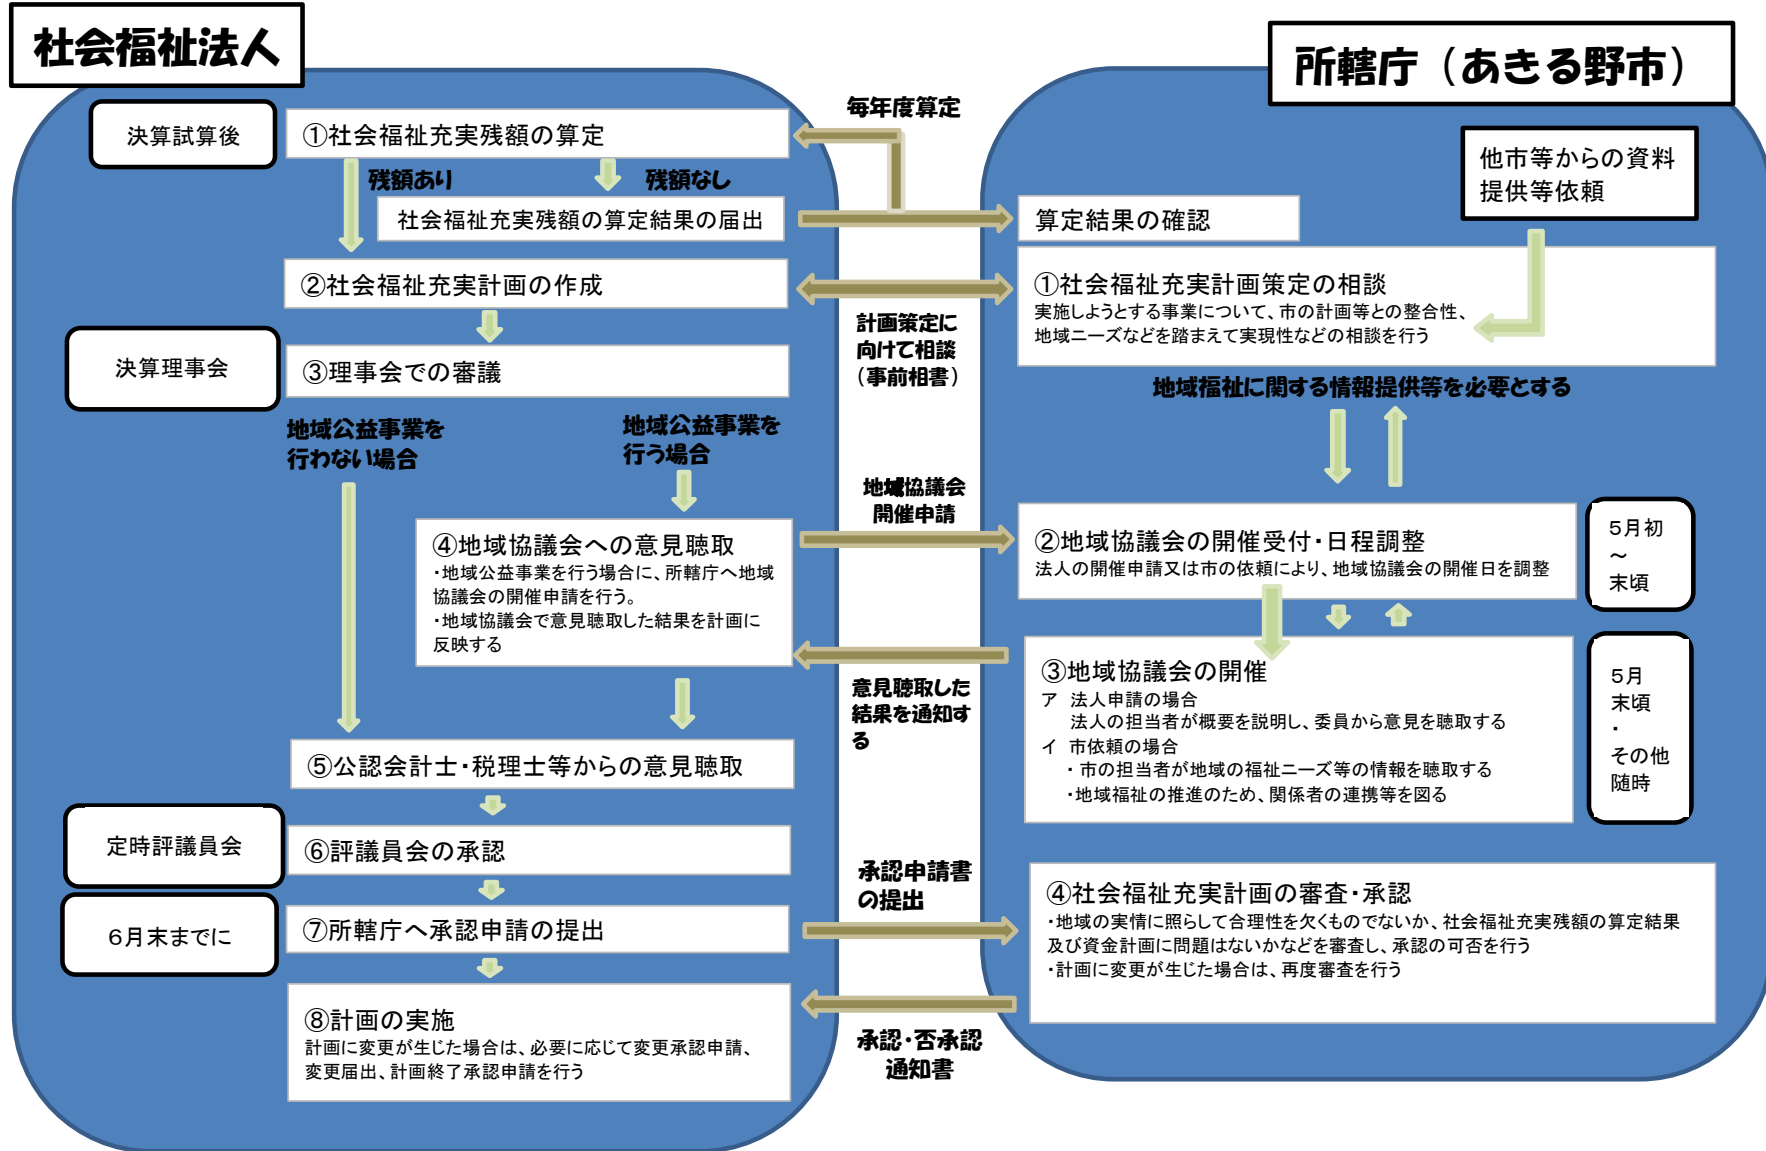 社会福祉法人
決算試算後
①社会福祉充実残額の算定
残額あり
残額なし
社会福祉充実残額の算定結果の届出
②社会福祉充実計画の作成
決算理事会
③理事会での審議
地域公益事業を
行わない場合
地域公益事業を
行う場合
④地域協議会への意見聴取
・地域公益事業を行う場合に、所轄庁へ地域
協議会の開催申請を行う。
・地域協議会で意見聴取した結果を計画に
反映する
⑤公認会計士・税理士等からの意見聴取
定時評議員会
⑥評議員会の承認
6月末までに
⑦所轄庁へ承認申請の提出
⑧計画の実施
計画に変更が生じた場合は、必要に応じて変更承認申請、
変更届出、計画終了承認申請を行う
毎年度算定
計画策定に
向けて相談
（事前相書）
地域協議会
開催申請
意見聴取した
結果を通知す
る
承認申請書
の提出
承認・否承認
通知書
所轄庁（あきる野市）
他市等からの資料
提供等依頼
算定結果の確認
①社会福祉充実計画策定の相談
実施しようとする事業について、市の計画等との整合性、
地域ニーズなどを踏まえて実現性などの相談を行う
地域福祉に関する情報提供等を必要とする
②地域協議会の開催受付・日程調整
法人の開催申請又は市の依頼により、地域協議会の開催日を調整
5月初
～
末頃
③地域協議会の開催
ア 法人申請の場合
法人の担当者が概要を説明し、委員から意見を聴取する
イ 市依頼の場合
・市の担当者が地域の福祉ニーズ等の情報を聴取する
・地域福祉の推進のため、関係者の連携等を図る
5月
末頃
・
その他
随時
④社会福祉充実計画の審査・承認
・地域の実情に照らして合理性を欠くものでないか、社会福祉充実残額の算定結果
及び資金計画に問題はないかなどを審査し、承認の可否を行う
・計画に変更が生じた場合は、再度審査を行う